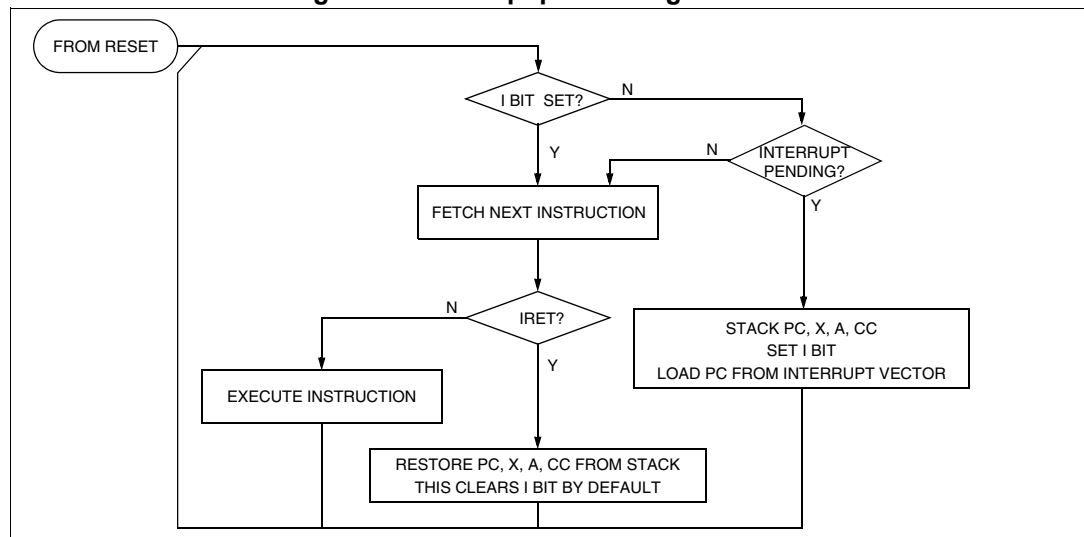 FROM RESET
I BIT SET?
N
Y
INTERRUPT
PENDING?
N
Y
FETCH NEXT INSTRUCTION
IRET?
N
Y
STACK PC, X, A, CC
SET I BIT
LOAD PC FROM INTERRUPT VECTOR
EXECUTE INSTRUCTION
RESTORE PC, X, A, CC FROM STACK
THIS CLEARS I BIT BY DEFAULT